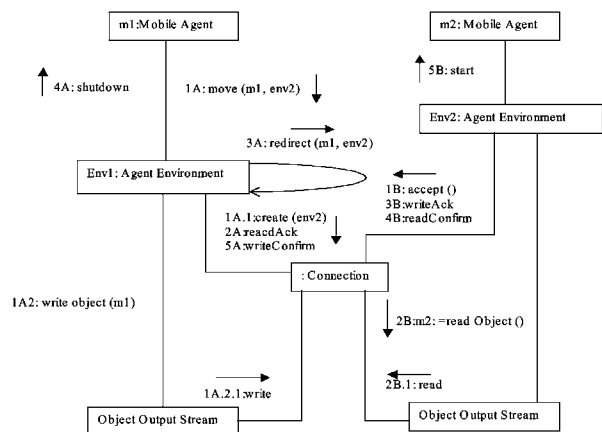 m1:Mobile Agent
m2: Mobile Agent
4A: shutdown
1A: move (m1, env2)
5B: start
Env2: Agent Environment
3A: redirect (m1, env2)
Env1: Agent Environment
1B: accept ()
3B:writeAck
4B:readConfirm
1A.1:create (env2)
2A:reacdAck
5A:writeConfirm
: Connection
1A2: write object (m1)
2B:m2: =read Object ()
1A.2.1:write
2B.1: read
Object Output Stream
Object Output Stream